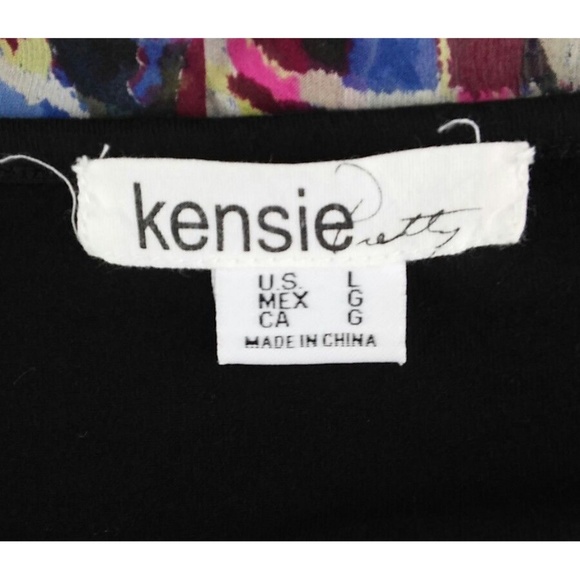 kensie Pretty
U.S. L
MEX G
CA G
MADE IN CHINA